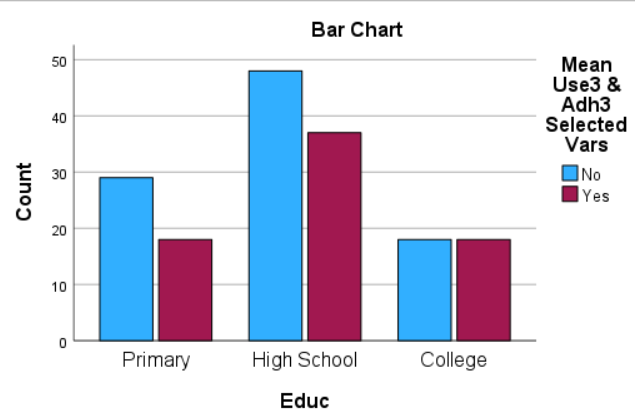 Bar Chart
Mean
Use3 &
Adh3
Selected
Vars
No
Yes
Count
50
40
30
20
10
0
Primary
High School
College
Educ